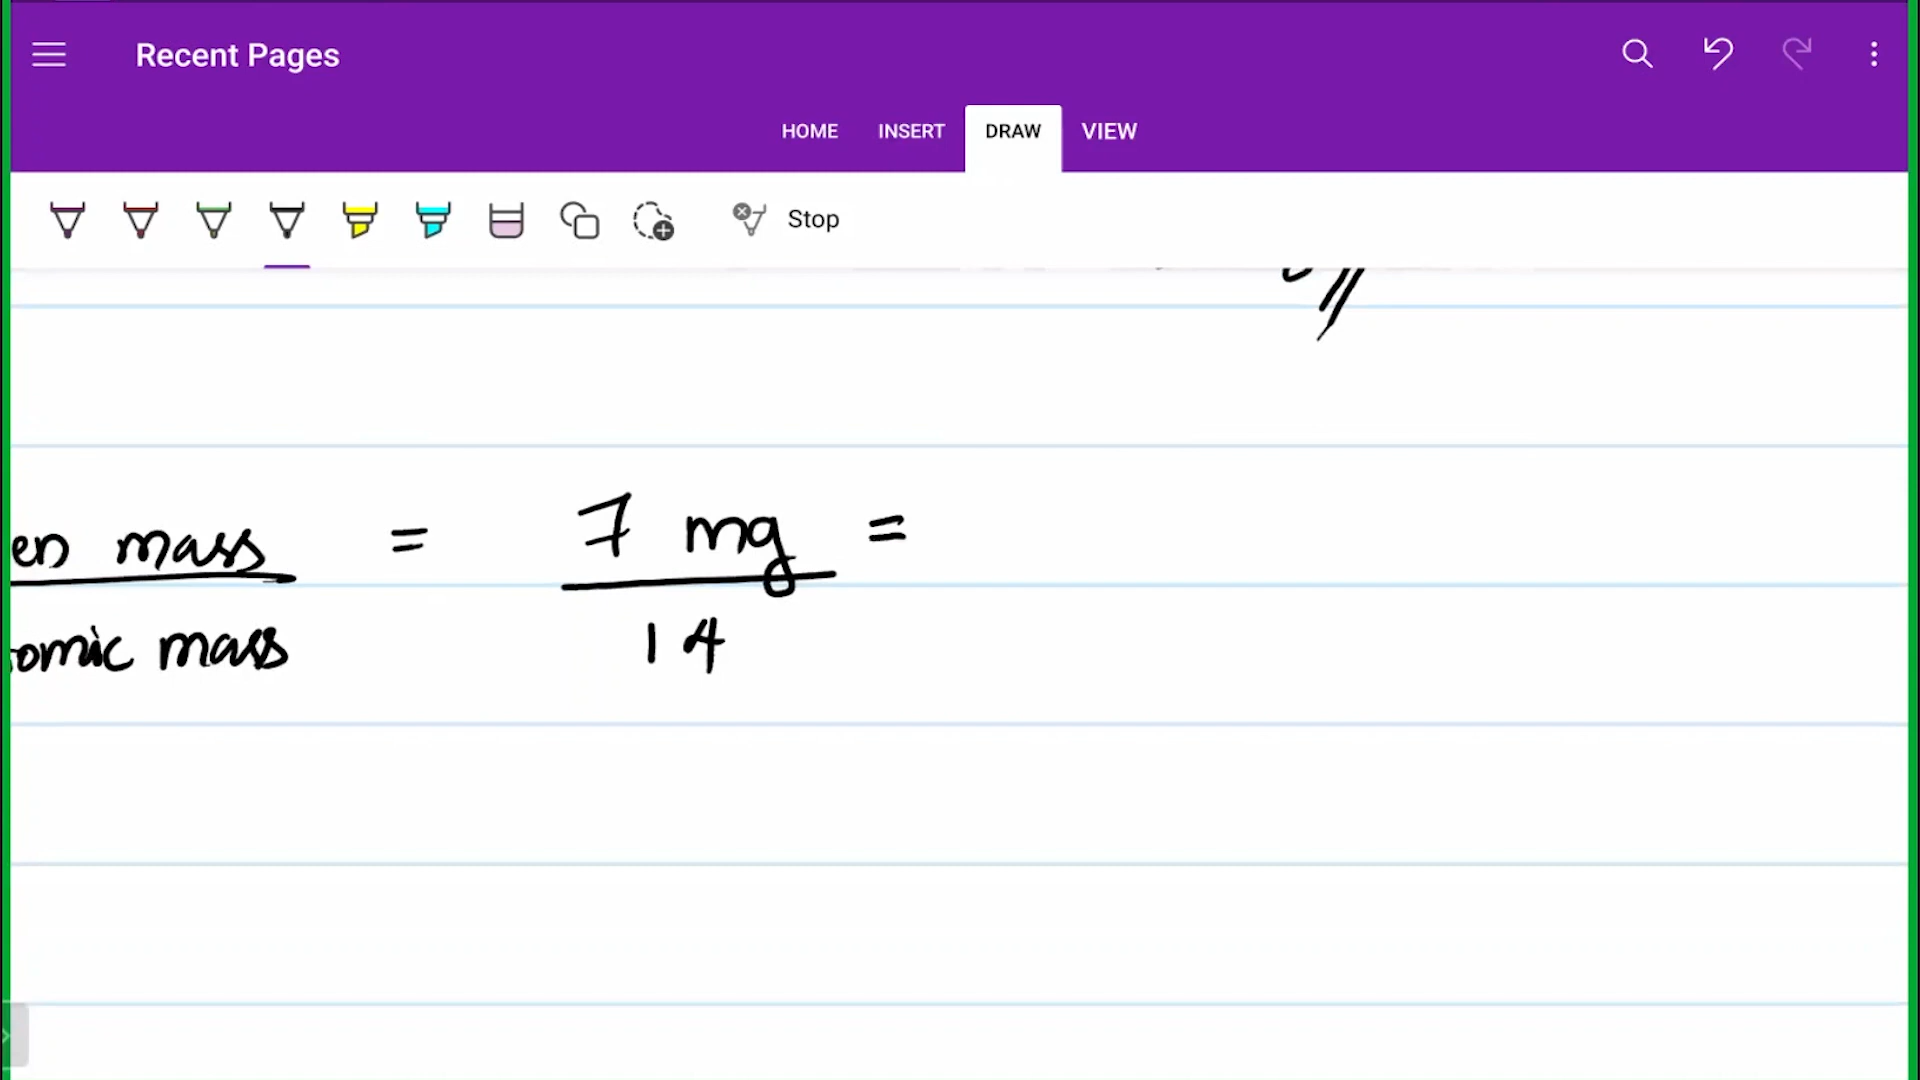 Recent Pages
HOME INSERT DRAW VIEW
Stop
en mass = 7 mg =
omic mass 14